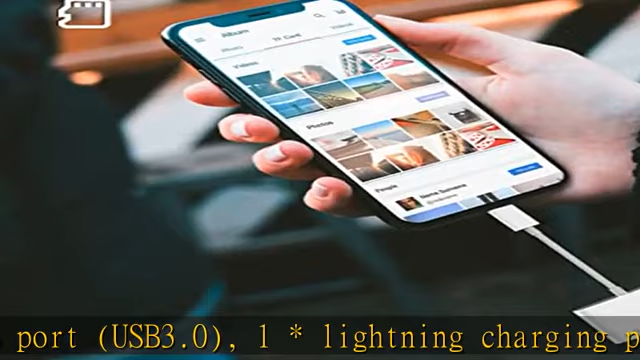 Album
TF Card
Videos
Photos
People
port (USB3.0), 1 * lightning charging p